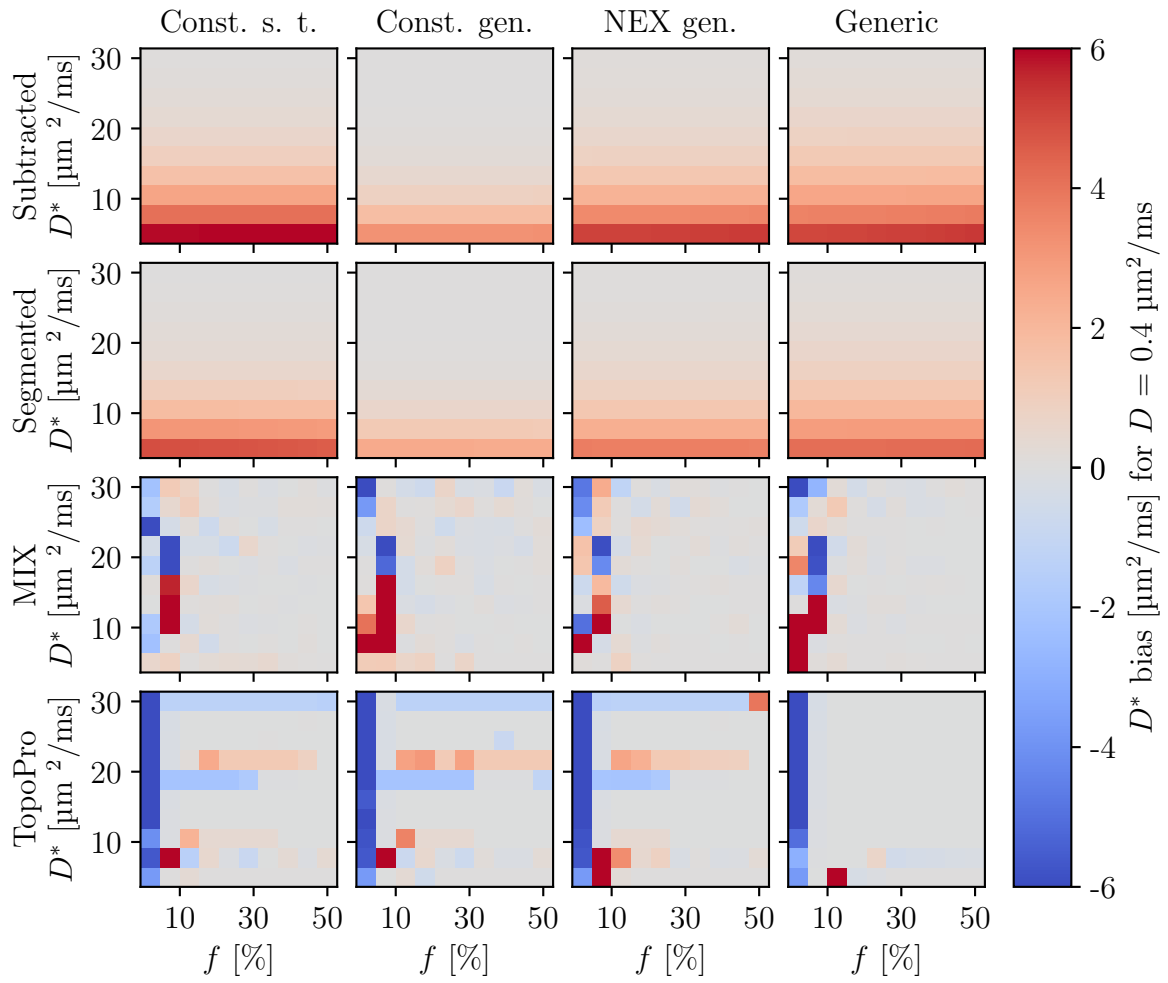 Const. s. t.
Const. gen.
NEX gen.
Generic
Subtracted
D* [µm ²/ms]
30
20
10
Segmented
D* [µm ²/ms]
30
20
10
MIX
D* [µm ²/ms]
30
20
10
TopoPro
D* [µm ²/ms]
30
20
10
10 30 50
10 30 50
10 30 50
10 30 50
f [%]
f [%]
f [%]
f [%]
6
4
2
0
-2
-4
-6
D* bias [µm²/ms] for D = 0.4 µm²/ms